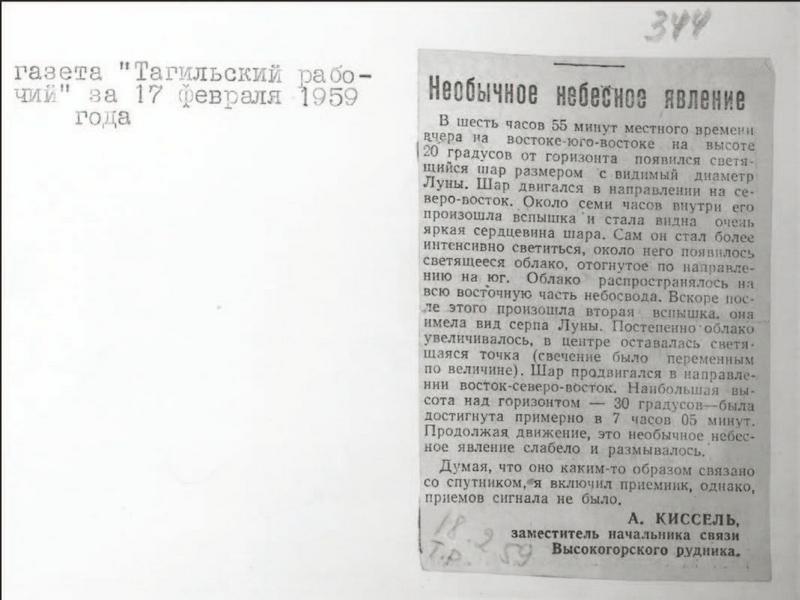 344
газета "Тагильский рабо-
чий" за 17 февраля 1959
года
Необычное небесное явление
В шесть часов 55 минут местного времени
вчера на востоке-юго-востоке на высоте
20 градусов от горизонта появился светя-
щийся шар размером с видимый диаметр
Луны. Шар двигался в направлении на се-
веро-восток. Около семи часов внутри его
произошла вспышка и стала видна очень
яркая сердцевина шара. Сам он стал более
интенсивно светиться, около него появилось
светящееся облако, отогнутое по направле-
нию на юг. Облако распространялось на
всю восточную часть небосвода. Вскоре пос-
ле этого произошла вторая вспышка, она
имела вид серпа Луны. Постепенно облако
увеличивалось, в центре оставалась светя-
щаяся точка (свечение было переменным
по величине). Шар продвигался в направле-
нии восток-северо-восток. Наибольшая вы-
сота над горизонтом — 30 градусов—была
достигнута примерно в 7 часов 05 минут.
Продолжая движение, это необычное небес-
ное явление слабело и размывалось.
Думая, что оно каким-то образом связано
со спутником, я включил приемник, однако,
приемов сигнала не было.
А. КИССЕЛЬ,
заместитель начальника связи
Высокогорского рудника.
18.2 59
Т.р.